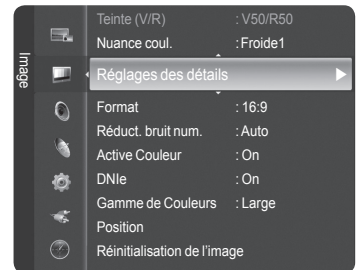 Image
Teinte (V/R) : V50/R50
Nuance coul. : Froide1
Réglages des détails
Format : 16:9
Réduct. bruit num. : Auto
Active Couleur : On
DNIe : On
Gamme de Couleurs : Large
Position
Réinitialisation de l'image